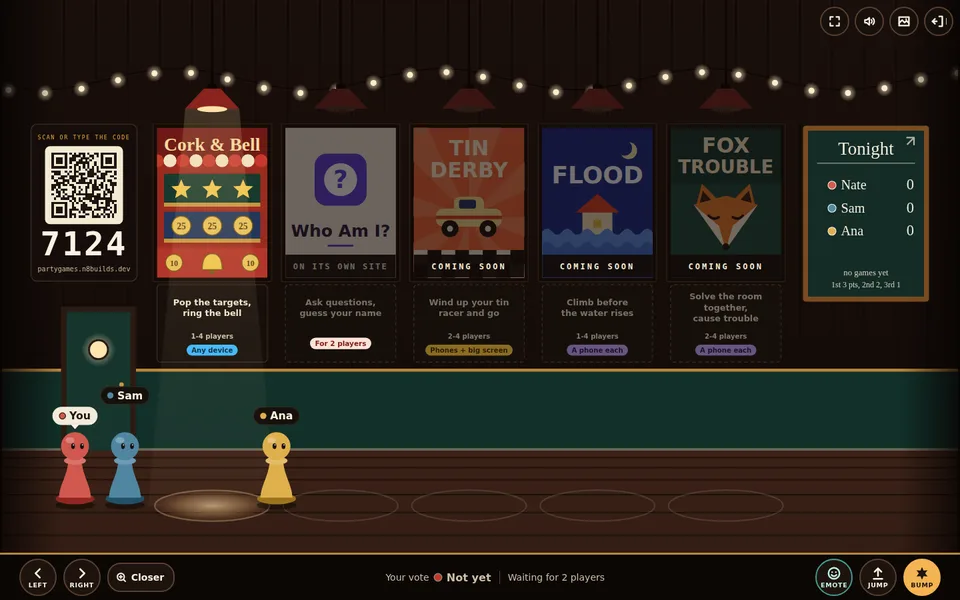 SCAN OR TYPE THE CODE
7124
partygames.n8builds.dev
Cork & Bell
25
25
25
10
10
Pop the targets,
ring the bell
1-4 players
Any device
?
Who Am I?
ON ITS OWN SITE
Ask questions,
guess your name
For 2 players
TIN
DERBY
COMING SOON
Wind up your tin
racer and go
2-4 players
Phones + big screen
FLOOD
COMING SOON
Climb before
the water rises
1-4 players
A phone each
FOX
TROUBLE
COMING SOON
Solve the room
together,
cause trouble
2-4 players
A phone each
Tonight
Nate 0
Sam 0
Ana 0
no games yet
1st 3 pts, 2nd 2, 3rd 1
Sam
You
Ana
LEFT
RIGHT
Closer
Your vote Not yet
Waiting for 2 players
EMOTE
JUMP
BUMP